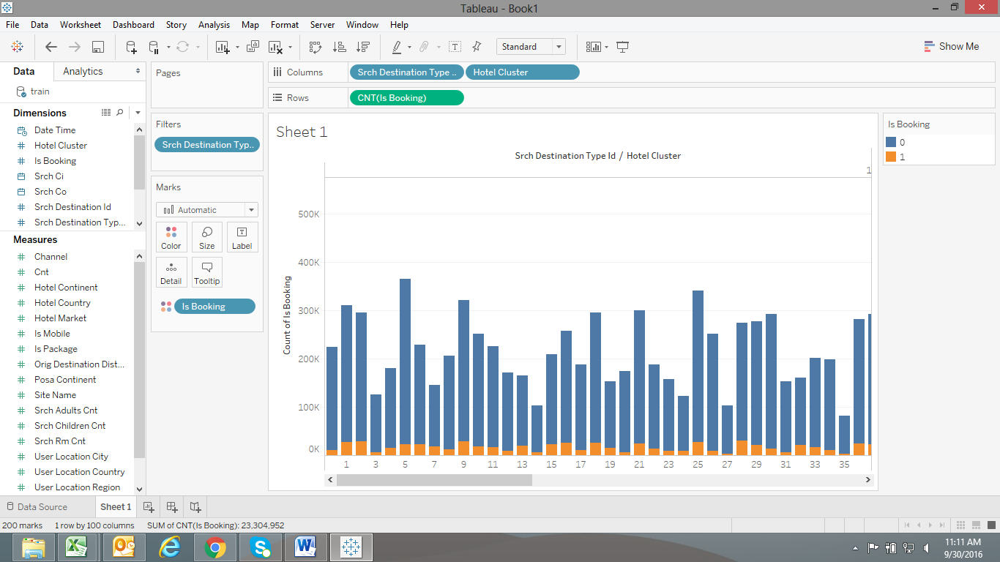 Tableau - Book1
File Data Worksheet Dashboard Story Analysis Map Format Server Window Help
Standard
Show Me
Data
Analytics
train
Dimensions
Date Time
Hotel Cluster
Is Booking
Srch Ci
Srch Co
Srch Destination Id
Srch Destination Typ...
Measures
Channel
Cnt
Hotel Continent
Hotel Country
Hotel Market
Is Mobile
Is Package
Orig Destination Dist...
Posa Continent
Site Name
Srch Adults Cnt
Srch Children Cnt
Srch Rm Cnt
User Location City
User Location Country
User Location Region
Pages
Filters
Srch Destination Typ..
Marks
Automatic
Color Size Label
Detail Tooltip
Is Booking
Columns Srch Destination Type .. Hotel Cluster
Rows CNT(Is Booking)
Sheet 1
Srch Destination Type Id / Hotel Cluster
1
Count of Is Booking
500K
400K
300K
200K
100K
0K
1 3 5 7 9 11 13 15 17 19 21 23 25 27 29 31 33 35
Is Booking
0
1
Data Source Sheet 1
200 marks 1 row by 100 columns SUM of CNT(Is Booking): 23,304,952
11:11 AM
9/30/2016